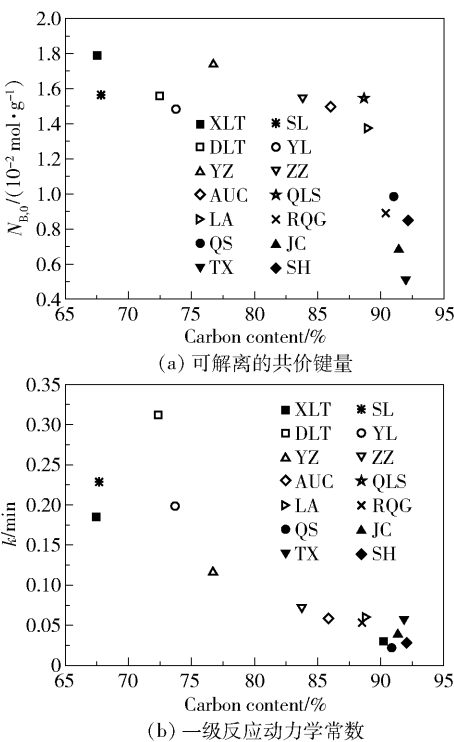 2.0
1.8
1.6
1.4
1.2
1.0
0.8
0.6
0.4
N_B,0/(10⁻² mol·g⁻¹)
XLT SL
DLT YL
YZ ZZ
AUC QLS
LA RQG
QS JC
TX SH
65 70 75 80 85 90 95
Carbon content/%
(a) 可解离的共价键量
0.35
0.30
0.25
0.20
0.15
0.10
0.05
0
k/min
XLT SL
DLT YL
YZ ZZ
AUC QLS
LA RQG
QS JC
TX SH
65 70 75 80 85 90 95
Carbon content/%
(b) 一级反应动力学常数